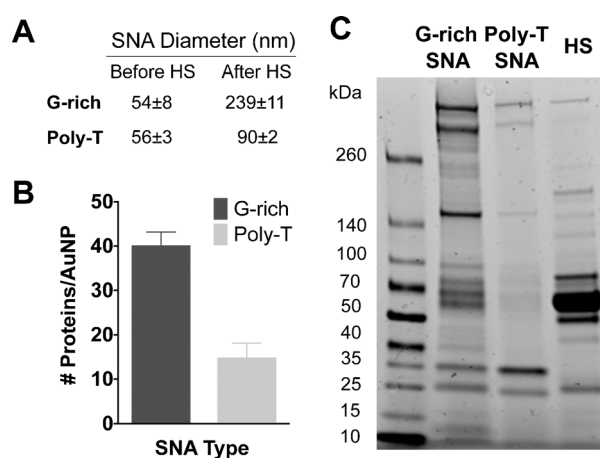 A
SNA Diameter (nm)
Before HS After HS
G-rich 54±8 239±11
Poly-T 56±3 90±2
B
50
40
30
20
10
0
# Proteins/AuNP
G-rich
Poly-T
SNA Type
C
G-rich Poly-T HS
SNA SNA
kDa
260
140
100
70
50
40
35
25
15
10